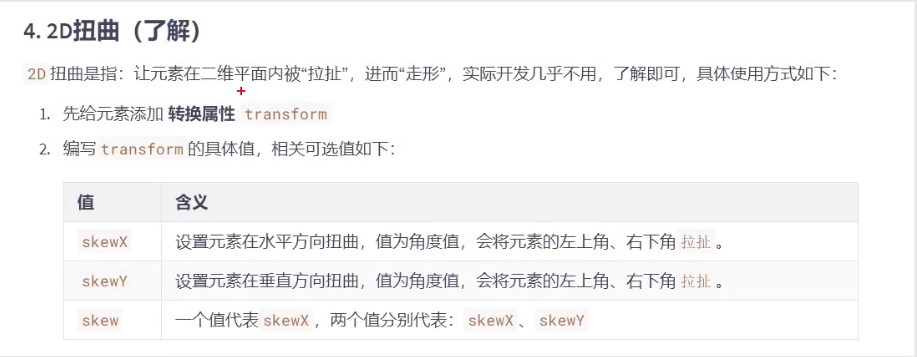 4. 2D扭曲（了解）
2D 扭曲是指：让元素在二维平面内被“拉扯”，进而“走形”，实际开发几乎不用，了解即可，具体使用方式如下：
1. 先给元素添加 转换属性 transform
2. 编写 transform 的具体值，相关可选值如下：
值 含义
skewX 设置元素在水平方向扭曲，值为角度值，会将元素的左上角、右下角 拉扯 。
skewY 设置元素在垂直方向扭曲，值为角度值，会将元素的左上角、右下角 拉扯 。
skew 一个值代表 skewX ，两个值分别代表： skewX 、 skewY